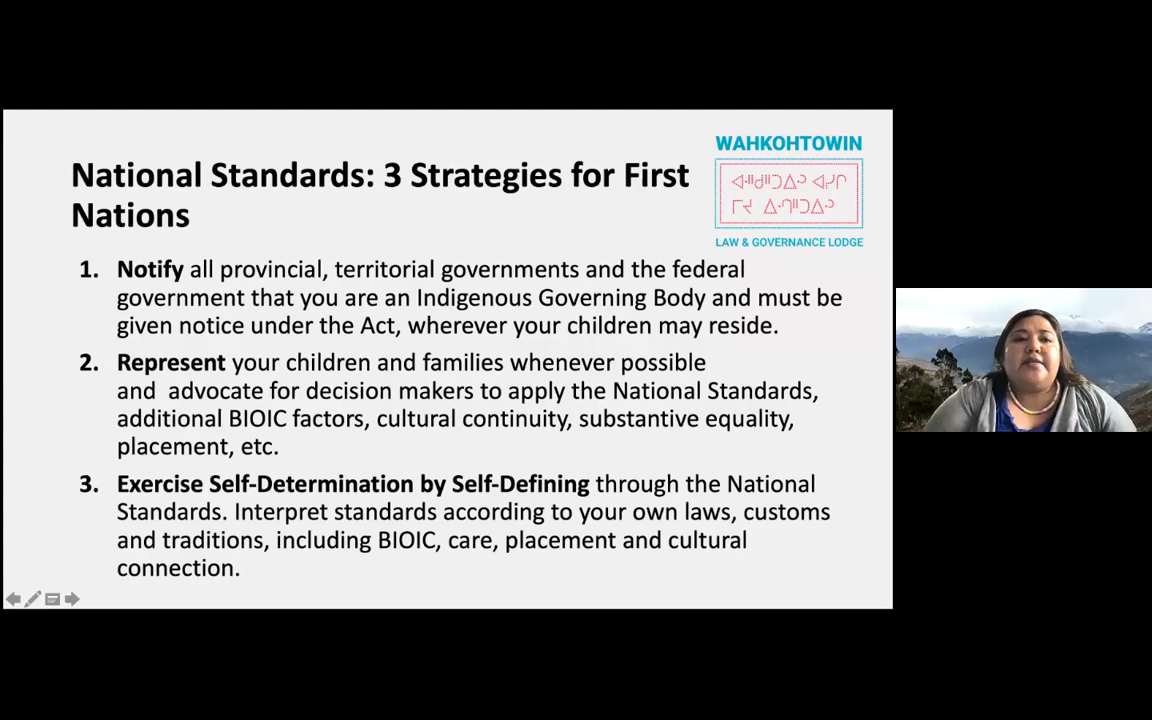 National Standards: 3 Strategies for First
Nations
WAHKOHTOWIN
LAW & GOVERNANCE LODGE
1. Notify all provincial, territorial governments and the federal
government that you are an Indigenous Governing Body and must be
given notice under the Act, wherever your children may reside.
2. Represent your children and families whenever possible
and  advocate for decision makers to apply the National Standards,
additional BIOIC factors, cultural continuity, substantive equality,
placement, etc.
3. Exercise Self-Determination by Self-Defining through the National
Standards. Interpret standards according to your own laws, customs
and traditions, including BIOIC, care, placement and cultural
connection.